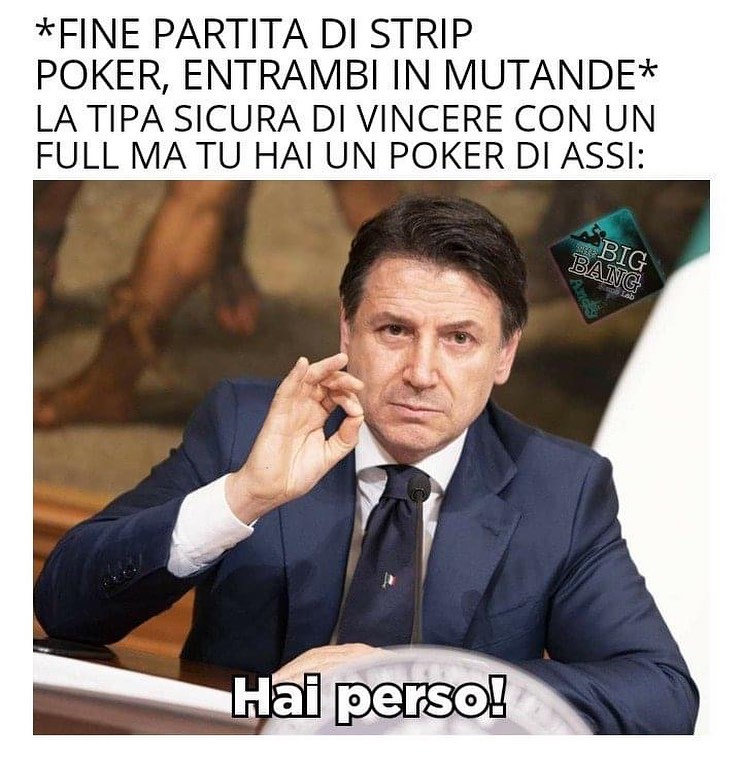 *FINE PARTITA DI STRIP
POKER, ENTRAMBI IN MUTANDE*
LA TIPA SICURA DI VINCERE CON UN
FULL MA TU HAI UN POKER DI ASSI:
THE BIG
BANG
Hai perso!